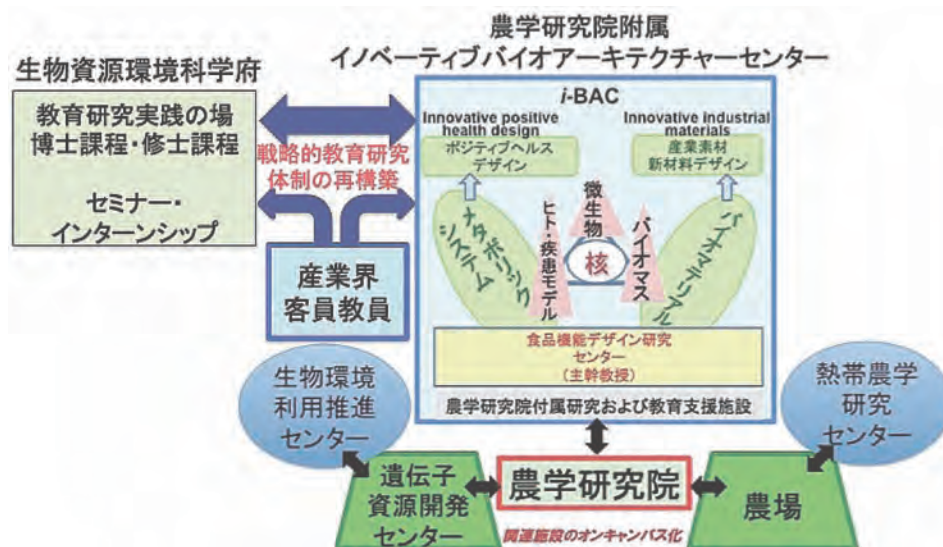 農学研究院附属
イノベーティブバイオアーキテクチャーセンター
生物資源環境科学府
教育研究実践の場
博士課程・修士課程
セミナー・
インターンシップ
戦略的教育研究
体制の再構築
産業界
客員教員
i-BAC
Innovative positive
health design
ポジティブヘルス
デザイン
Innovative industrial
materials
産業素材
新材料デザイン
メタボリック
システム
ヒト・疾患モデル
微生物
核
バイオマス
バイオマテリアル
食品機能デザイン研究
センター
（主幹教授）
農学研究院付属研究および教育支援施設
生物環境
利用推進
センター
熱帯農学
研究
センター
遺伝子
資源開発
センター
農学研究院
農場
関連施設のオンキャンパス化